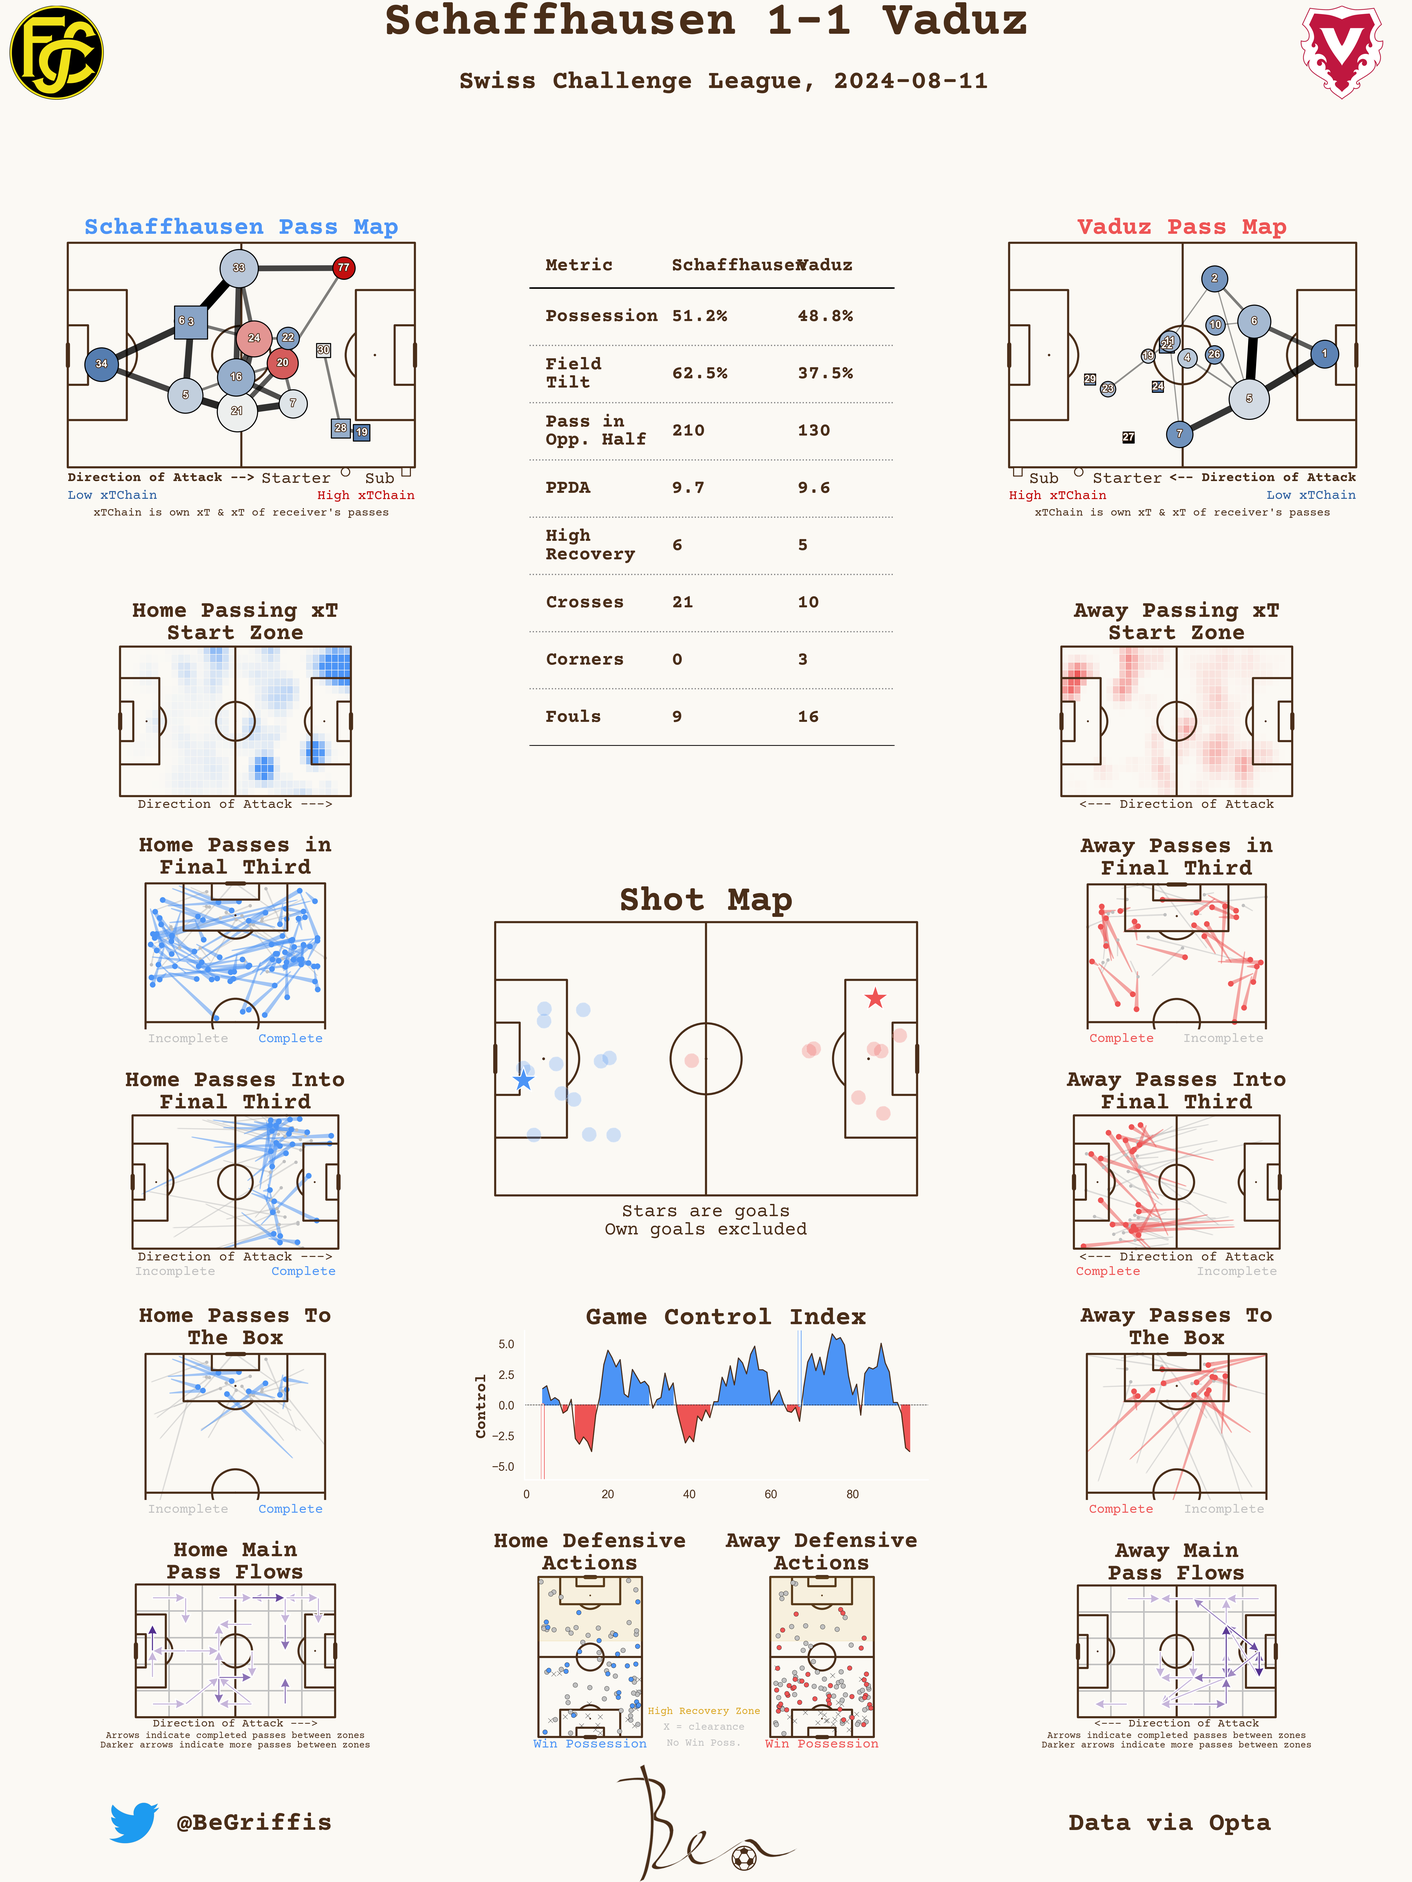 Schaffhausen 1-1 Vaduz
Swiss Challenge League, 2024-08-11
Schaffhausen Pass Map
33
77
6
3
24
22
30
34
20
16
5
21
7
28
19
Direction of Attack --> Starter Sub
Low xTChain High xTChain
xTChain is own xT & xT of receiver's passes
Metric Schaffhausen Vaduz
Possession 51.2% 48.8%
Field
Tilt 62.5% 37.5%
Pass in
Opp. Half 210 130
PPDA 9.7 9.6
High
Recovery 6 5
Crosses 21 10
Corners 0 3
Fouls 9 16
Vaduz Pass Map
2
10
6
11
22
19
4
26
1
29
23
24
5
27
7
Sub Starter <-- Direction of Attack
High xTChain Low xTChain
xTChain is own xT & xT of receiver's passes
Home Passing xT
Start Zone
Direction of Attack --->
Away Passing xT
Start Zone
<--- Direction of Attack
Home Passes in
Final Third
Incomplete Complete
Away Passes in
Final Third
Complete Incomplete
Shot Map
Stars are goals
Own goals excluded
Home Passes Into
Final Third
Direction of Attack --->
Incomplete Complete
Away Passes Into
Final Third
<--- Direction of Attack
Complete Incomplete
Home Passes To
The Box
Incomplete Complete
Game Control Index
Control
5.0
2.5
0.0
−2.5
−5.0
0 20 40 60 80
Away Passes To
The Box
Complete Incomplete
Home Main
Pass Flows
Direction of Attack --->
Arrows indicate completed passes between zones
Darker arrows indicate more passes between zones
Home Defensive
Actions
Win Possession
Away Defensive
Actions
Win Possession
High Recovery Zone
X = clearance
No Win Poss.
Away Main
Pass Flows
<--- Direction of Attack
Arrows indicate completed passes between zones
Darker arrows indicate more passes between zones
@BeGriffis
Ben
Data via Opta